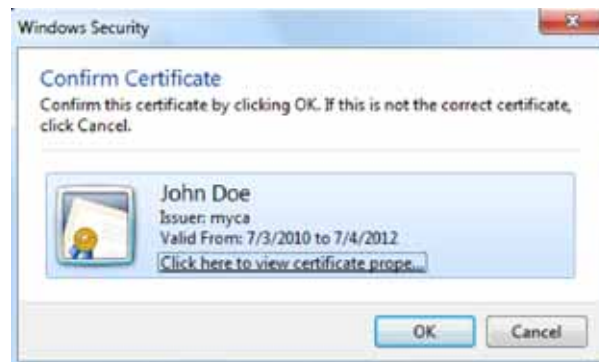 Windows Security
Confirm Certificate
Confirm this certificate by clicking OK. If this is not the correct certificate,
click Cancel.
John Doe
Issuer: myca
Valid From: 7/3/2010 to 7/4/2012
Click here to view certificate prope...
OK
Cancel